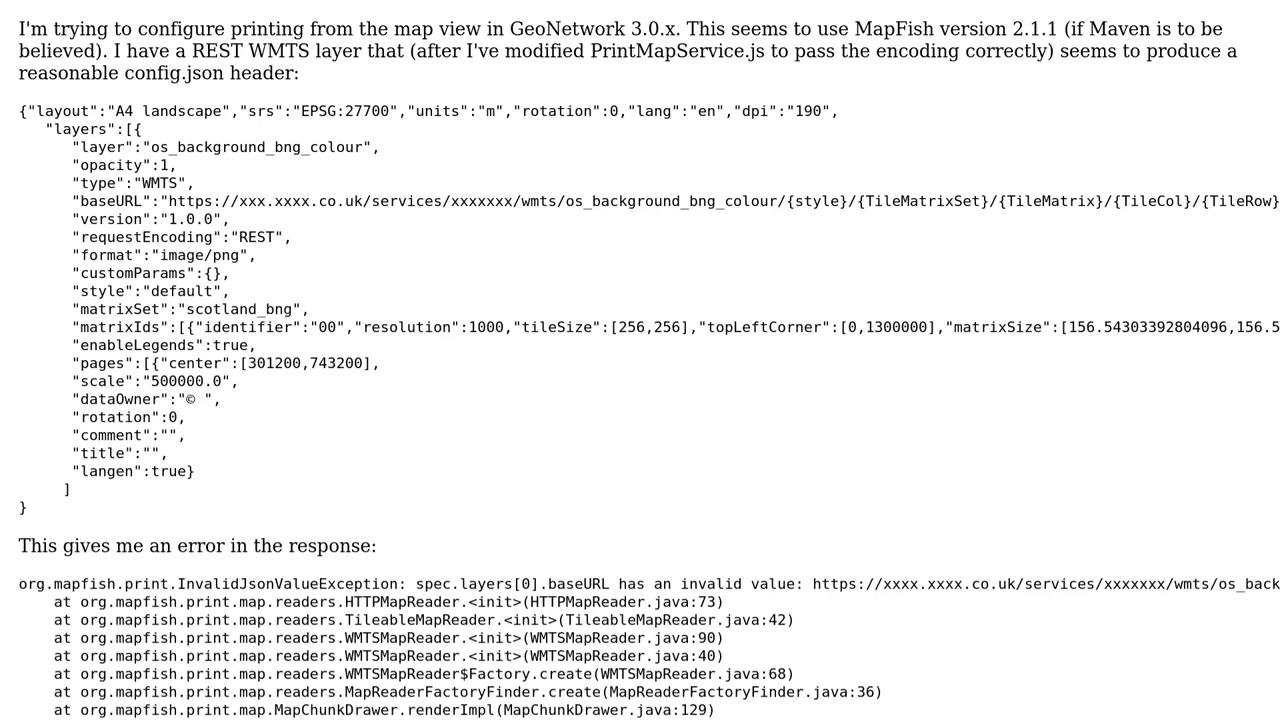 I'm trying to configure printing from the map view in GeoNetwork 3.0.x. This seems to use MapFish version 2.1.1 (if Maven is to be
believed). I have a REST WMTS layer that (after I've modified PrintMapService.js to pass the encoding correctly) seems to produce a
reasonable config.json header:
{"layout":"A4 landscape","srs":"EPSG:27700","units":"m","rotation":0,"lang":"en","dpi":"190",
"layers":[{
"layer":"os_background_bng_colour",
"opacity":1,
"type":"WMTS",
"baseURL":"https://xxx.xxxx.co.uk/services/xxxxxxx/wmts/os_background_bng_colour/{style}/{TileMatrixSet}/{TileMatrix}/{TileCol}/{TileRow}
"version":"1.0.0",
"requestEncoding":"REST",
"format":"image/png",
"customParams":{},
"style":"default",
"matrixSet":"scotland_bng",
"matrixIds":[{"identifier":"00","resolution":1000,"tileSize":[256,256],"topLeftCorner":[0,1300000],"matrixSize":[156.54303392804096,156.5
"enableLegends":true,
"pages":[{"center":[301200,743200],
"scale":"500000.0",
"dataOwner":"© ",
"rotation":0,
"comment":"",
"title":"",
"langen":true}
]
}
This gives me an error in the response:
org.mapfish.print.InvalidJsonValueException: spec.layers[0].baseURL has an invalid value: https://xxxx.xxxx.co.uk/services/xxxxxxx/wmts/os_back
at org.mapfish.print.map.readers.HTTPMapReader.<init>(HTTPMapReader.java:73)
at org.mapfish.print.map.readers.TileableMapReader.<init>(TileableMapReader.java:42)
at org.mapfish.print.map.readers.WMTSMapReader.<init>(WMTSMapReader.java:90)
at org.mapfish.print.map.readers.WMTSMapReader.<init>(WMTSMapReader.java:40)
at org.mapfish.print.map.readers.WMTSMapReader$Factory.create(WMTSMapReader.java:68)
at org.mapfish.print.map.readers.MapReaderFactoryFinder.create(MapReaderFactoryFinder.java:36)
at org.mapfish.print.map.MapChunkDrawer.renderImpl(MapChunkDrawer.java:129)